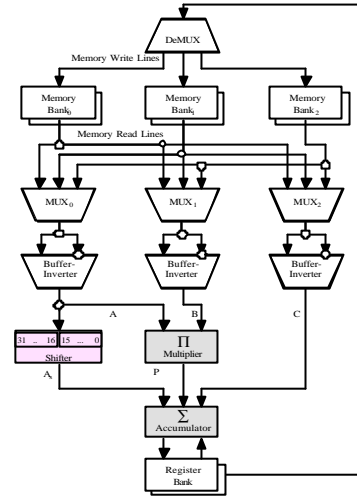 DeMUX
Memory Write Lines
Memory
Bank0
Memory
Bank1
Memory
Bank2
Memory Read Lines
MUX0
MUX1
MUX2
Buffer-
Inverter
Buffer-
Inverter
Buffer-
Inverter
A
B
C
31 .. 16 15 ... 0
Shifter
Π
Multiplier
As
P
Σ
Accumulator
Register
Bank